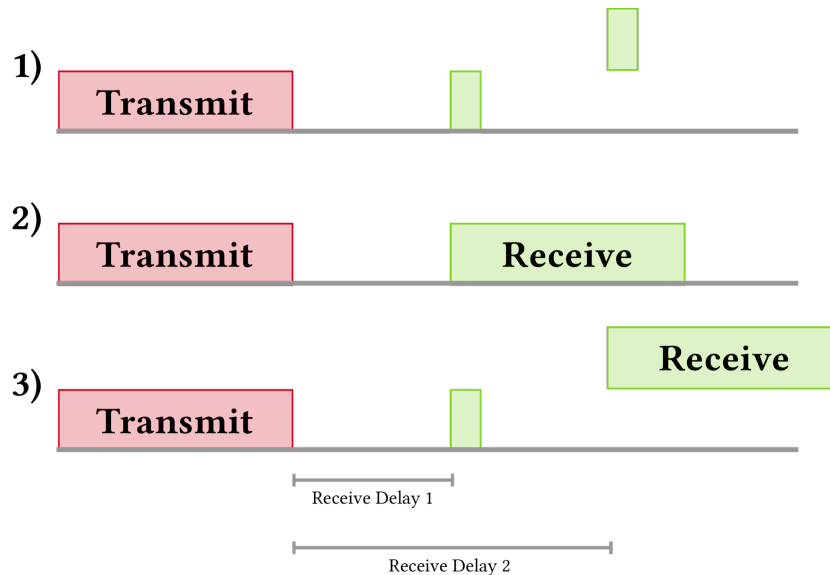 1)
Transmit
2)
Transmit
Receive
Receive
3)
Transmit
Receive Delay 1
Receive Delay 2